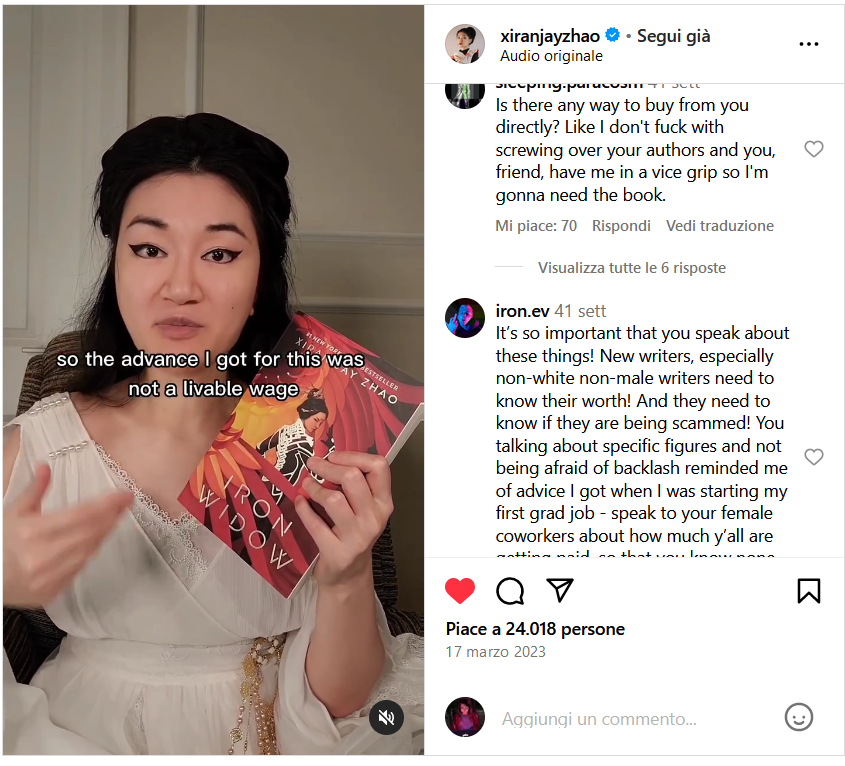 xiranjayzhao • Segui già
Audio originale
sleeping.paracosm 41 sett
Is there any way to buy from you
directly? Like I don't fuck with
screwing over your authors and you,
friend, have me in a vice grip so I'm
gonna need the book.
Mi piace: 70 Rispondi Vedi traduzione
Visualizza tutte le 6 risposte
iron.ev 41 sett
It's so important that you speak about
these things! New writers, especially
non-white non-male writers need to
know their worth! And they need to
know if they are being scammed! You
talking about specific figures and not
being afraid of backlash reminded me
of advice I got when I was starting my
first grad job - speak to your female
coworkers about how much y'all are
getting paid, so that you know none
Piace a 24.018 persone
17 marzo 2023
Aggiungi un commento...
so the advance I got for this was
not a livable wage
#1 NEW YORK TIMES BESTSELLER
XIRAN JAY ZHAO
IRON
WIDOW